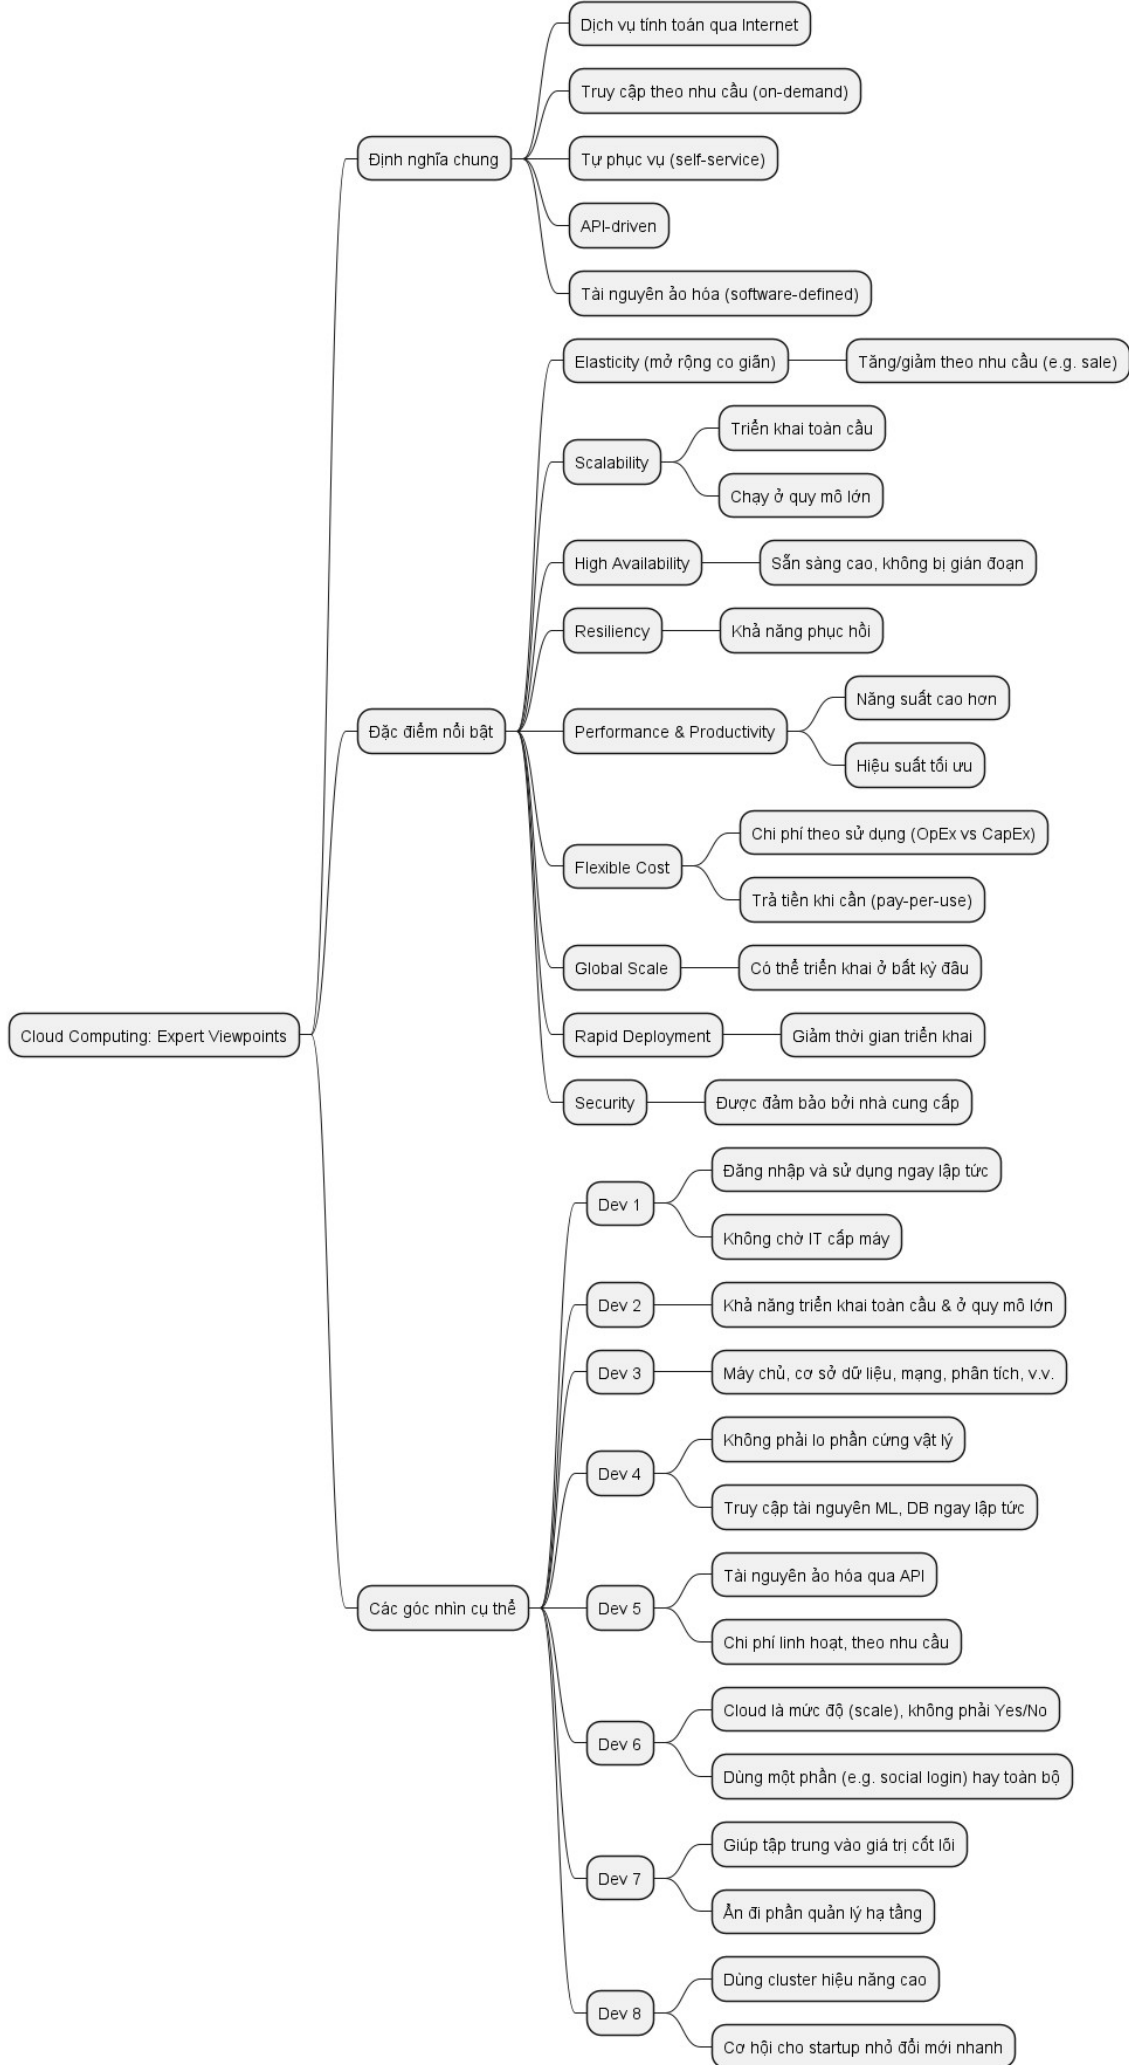 Cloud Computing: Expert Viewpoints
Định nghĩa chung
Dịch vụ tính toán qua Internet
Truy cập theo nhu cầu (on-demand)
Tự phục vụ (self-service)
API-driven
Tài nguyên ảo hóa (software-defined)
Đặc điểm nổi bật
Elasticity (mở rộng co giãn)
Tăng/giảm theo nhu cầu (e.g. sale)
Scalability
Triển khai toàn cầu
Chạy ở quy mô lớn
High Availability
Sẵn sàng cao, không bị gián đoạn
Resiliency
Khả năng phục hồi
Performance & Productivity
Năng suất cao hơn
Hiệu suất tối ưu
Flexible Cost
Chi phí theo sử dụng (OpEx vs CapEx)
Trả tiền khi cần (pay-per-use)
Global Scale
Có thể triển khai ở bất kỳ đâu
Rapid Deployment
Giảm thời gian triển khai
Security
Được đảm bảo bởi nhà cung cấp
Các góc nhìn cụ thể
Dev 1
Đăng nhập và sử dụng ngay lập tức
Không chờ IT cấp máy
Dev 2
Khả năng triển khai toàn cầu & ở quy mô lớn
Dev 3
Máy chủ, cơ sở dữ liệu, mạng, phân tích, v.v.
Dev 4
Không phải lo phần cứng vật lý
Truy cập tài nguyên ML, DB ngay lập tức
Dev 5
Tài nguyên ảo hóa qua API
Chi phí linh hoạt, theo nhu cầu
Dev 6
Cloud là mức độ (scale), không phải Yes/No
Dùng một phần (e.g. social login) hay toàn bộ
Dev 7
Giúp tập trung vào giá trị cốt lõi
Ẩn đi phần quản lý hạ tầng
Dev 8
Dùng cluster hiệu năng cao
Cơ hội cho startup nhỏ đổi mới nhanh